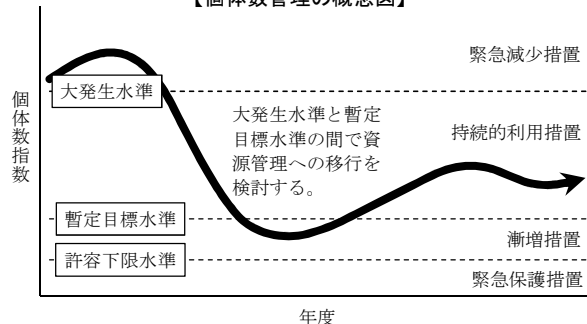 【個体数管理の概念図】
緊急減少措置
大発生水準
個体数指数
大発生水準と暫定
目標水準の間で資
源管理への移行を
検討する。
持続的利用措置
暫定目標水準
漸増措置
許容下限水準
緊急保護措置
年度